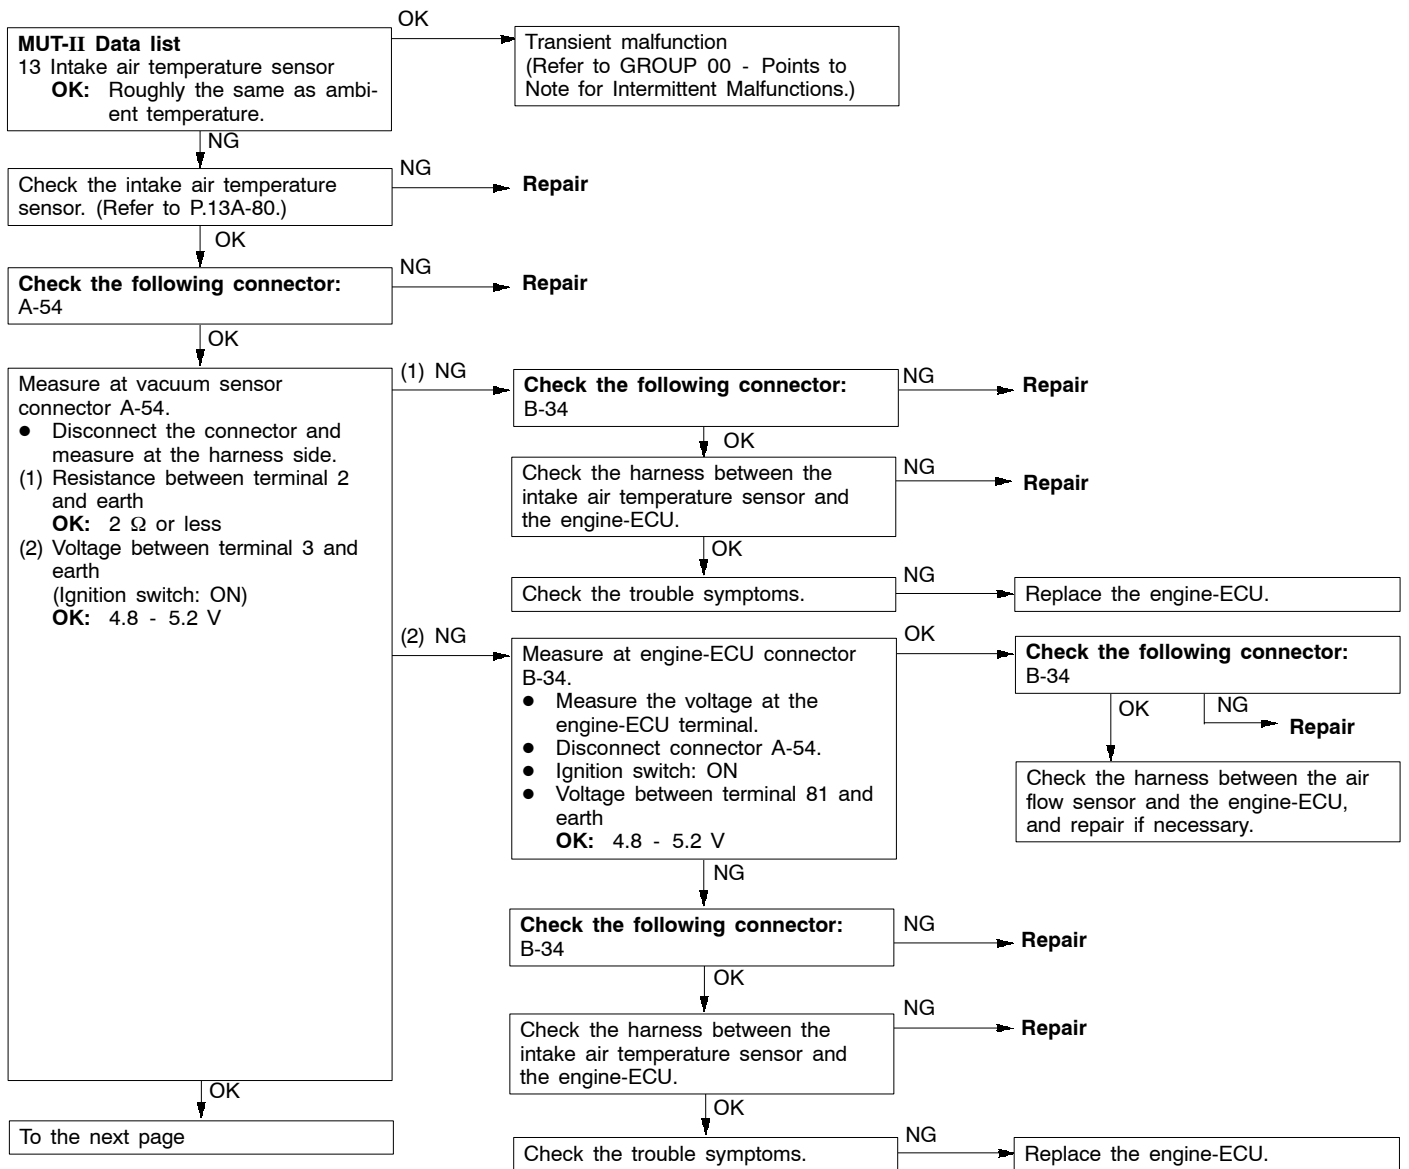 MUT-II Data list
13 Intake air temperature sensor
OK: Roughly the same as ambi-
ent temperature.
OK
Transient malfunction
(Refer to GROUP 00 - Points to
Note for Intermittent Malfunctions.)
NG
Check the intake air temperature
sensor. (Refer to P.13A-80.)
NG
Repair
OK
Check the following connector:
A-54
NG
Repair
OK
Measure at vacuum sensor
connector A-54.
● Disconnect the connector and
measure at the harness side.
(1) Resistance between terminal 2
and earth
OK: 2 Ω or less
(2) Voltage between terminal 3 and
earth
(Ignition switch: ON)
OK: 4.8 - 5.2 V
(1) NG
Check the following connector:
B-34
NG
Repair
OK
Check the harness between the
intake air temperature sensor and
the engine-ECU.
NG
Repair
OK
Check the trouble symptoms.
NG
Replace the engine-ECU.
(2) NG
Measure at engine-ECU connector
B-34.
● Measure the voltage at the
engine-ECU terminal.
● Disconnect connector A-54.
● Ignition switch: ON
● Voltage between terminal 81 and
earth
OK: 4.8 - 5.2 V
OK
Check the following connector:
B-34
OK
NG
Repair
Check the harness between the air
flow sensor and the engine-ECU,
and repair if necessary.
NG
Check the following connector:
B-34
NG
Repair
OK
Check the harness between the
intake air temperature sensor and
the engine-ECU.
NG
Repair
OK
Check the trouble symptoms.
NG
Replace the engine-ECU.
OK
To the next page